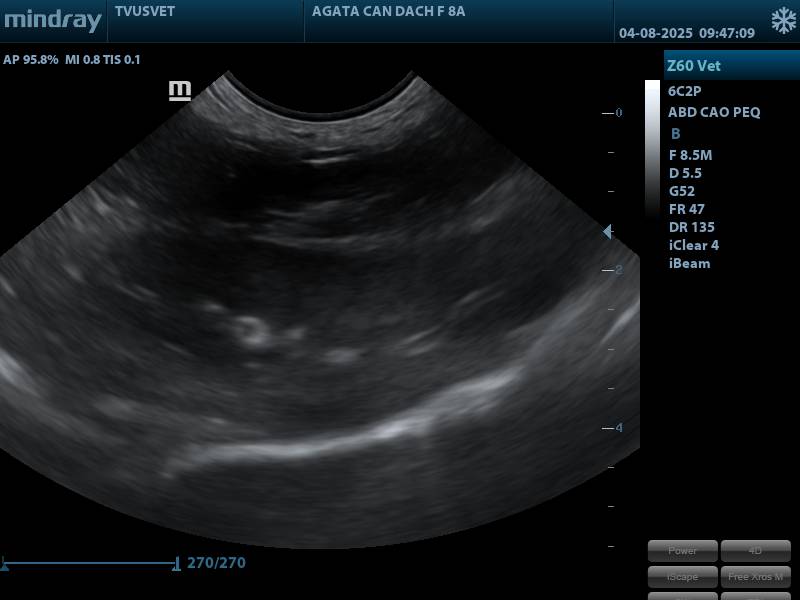 mindray
TVUSVET
AGATA CAN DACH F 8A
04-08-2025 09:47:09
AP 95.8% MI 0.8 TIS 0.1
m
Z60 Vet
6C2P
ABD CAO PEQ
B
F 8.5M
D 5.5
G52
FR 47
DR 135
iClear 4
iBeam
0
2
4
270/270
Power
4D
iScape
Free Xros M